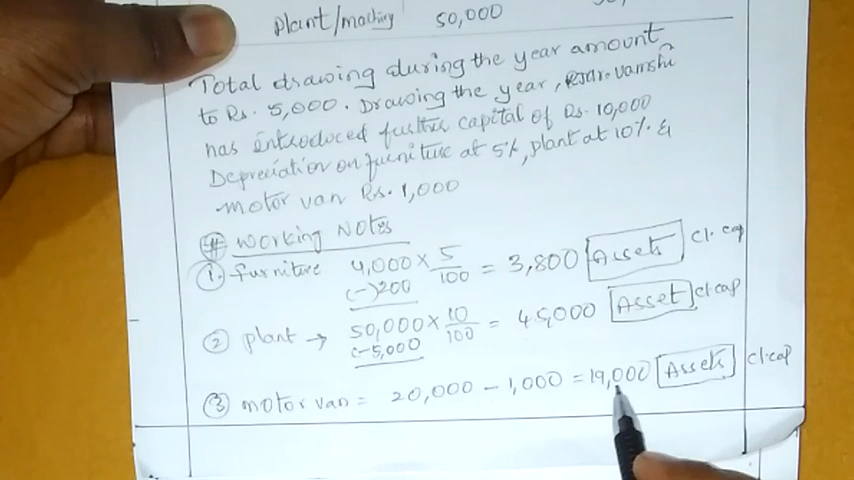 Plant/machiny 50,000
Total drawing during the year amount
to Rs. 5,000. Drawing the year, vamshi
has introduced further capital of Rs. 10,000
Depreciation on furniture at 5%, plant at 10% &
motor van Rs. 1,000
# Working Notes
1. furniture 4,000 × 5/100 = 3,800 Assets cl. cap
(-) 200
2 plant → 50,000 × 10/100 = 45,000 Asset cl cap
(-5,000
3 motor van = 20,000 - 1,000 = 19,000 Assets cl. cap